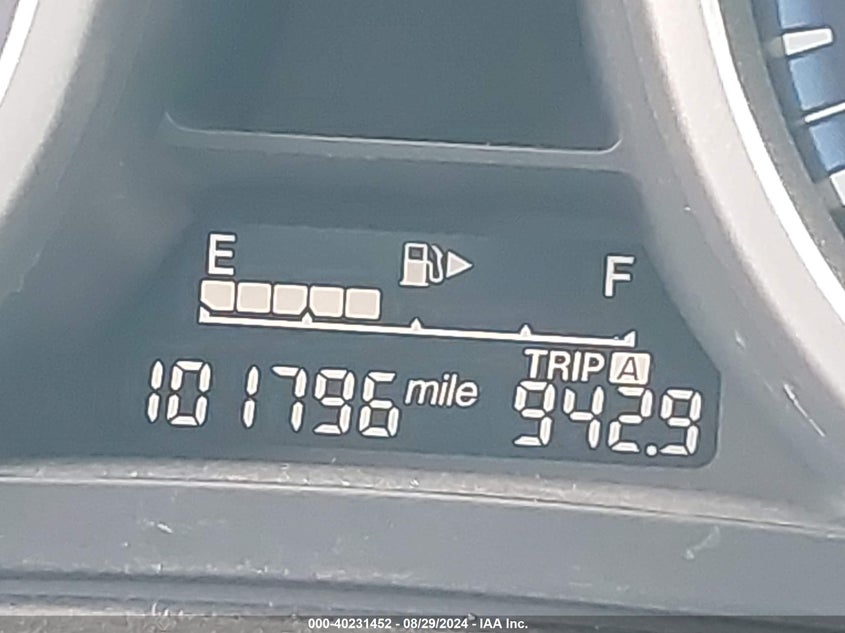 E F
TRIP A
101796 mile 942.9
000-40231452 - 08/29/2024 - IAA Inc.